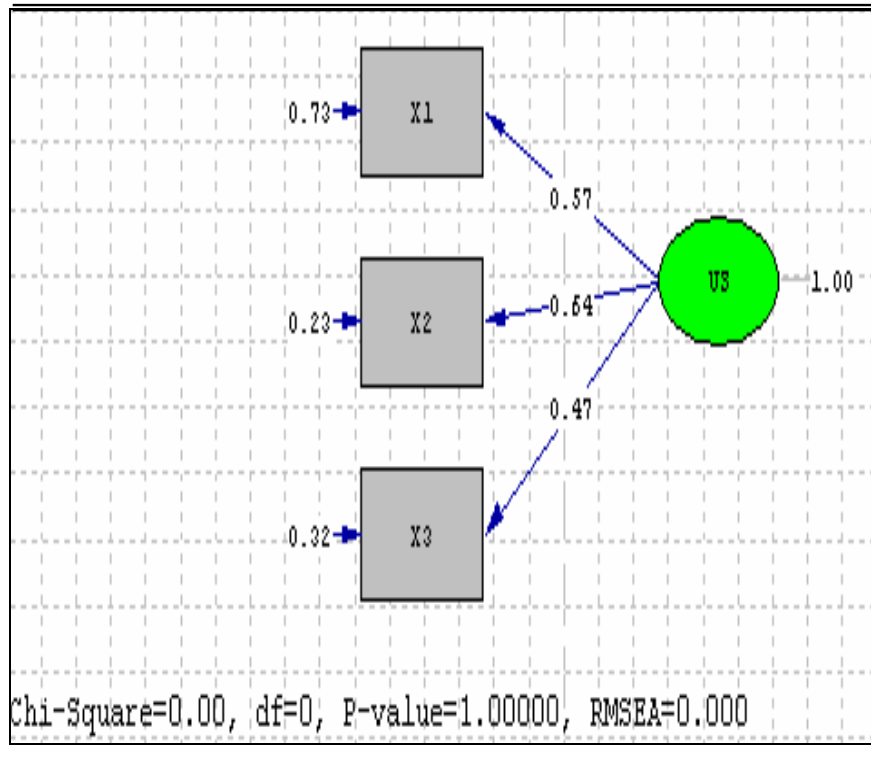 0.73 X1
0.57
US 1.00
0.64
0.23 X2
0.47
0.32 X3
Chi-Square=0.00, df=0, P-value=1.00000, RMSEA=0.000